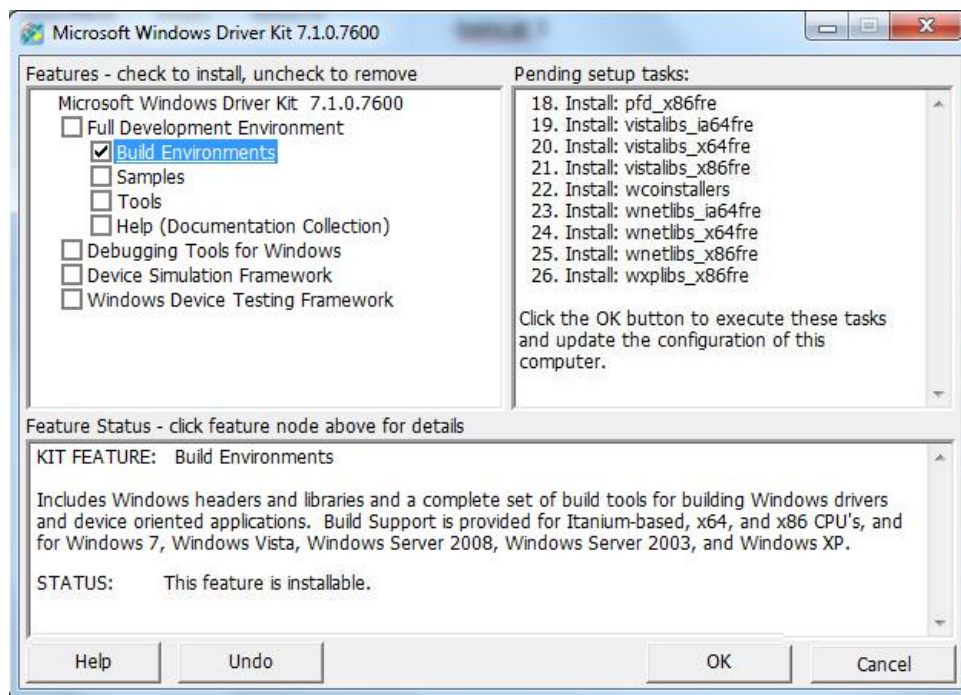 Microsoft Windows Driver Kit 7.1.0.7600
Features - check to install, uncheck to remove
Microsoft Windows Driver Kit 7.1.0.7600
Full Development Environment
Build Environments
Samples
Tools
Help (Documentation Collection)
Debugging Tools for Windows
Device Simulation Framework
Windows Device Testing Framework
Pending setup tasks:
18. Install: pfd_x86fre
19. Install: vistalibs_ia64fre
20. Install: vistalibs_x64fre
21. Install: vistalibs_x86fre
22. Install: wcoinstallers
23. Install: wnetlibs_ia64fre
24. Install: wnetlibs_x64fre
25. Install: wnetlibs_x86fre
26. Install: wxplibs_x86fre
Click the OK button to execute these tasks
and update the configuration of this
computer.
Feature Status - click feature node above for details
KIT FEATURE: Build Environments
Includes Windows headers and libraries and a complete set of build tools for building Windows drivers
and device oriented applications. Build Support is provided for Itanium-based, x64, and x86 CPU's, and
for Windows 7, Windows Vista, Windows Server 2008, Windows Server 2003, and Windows XP.
STATUS: This feature is installable.
Help Undo OK Cancel